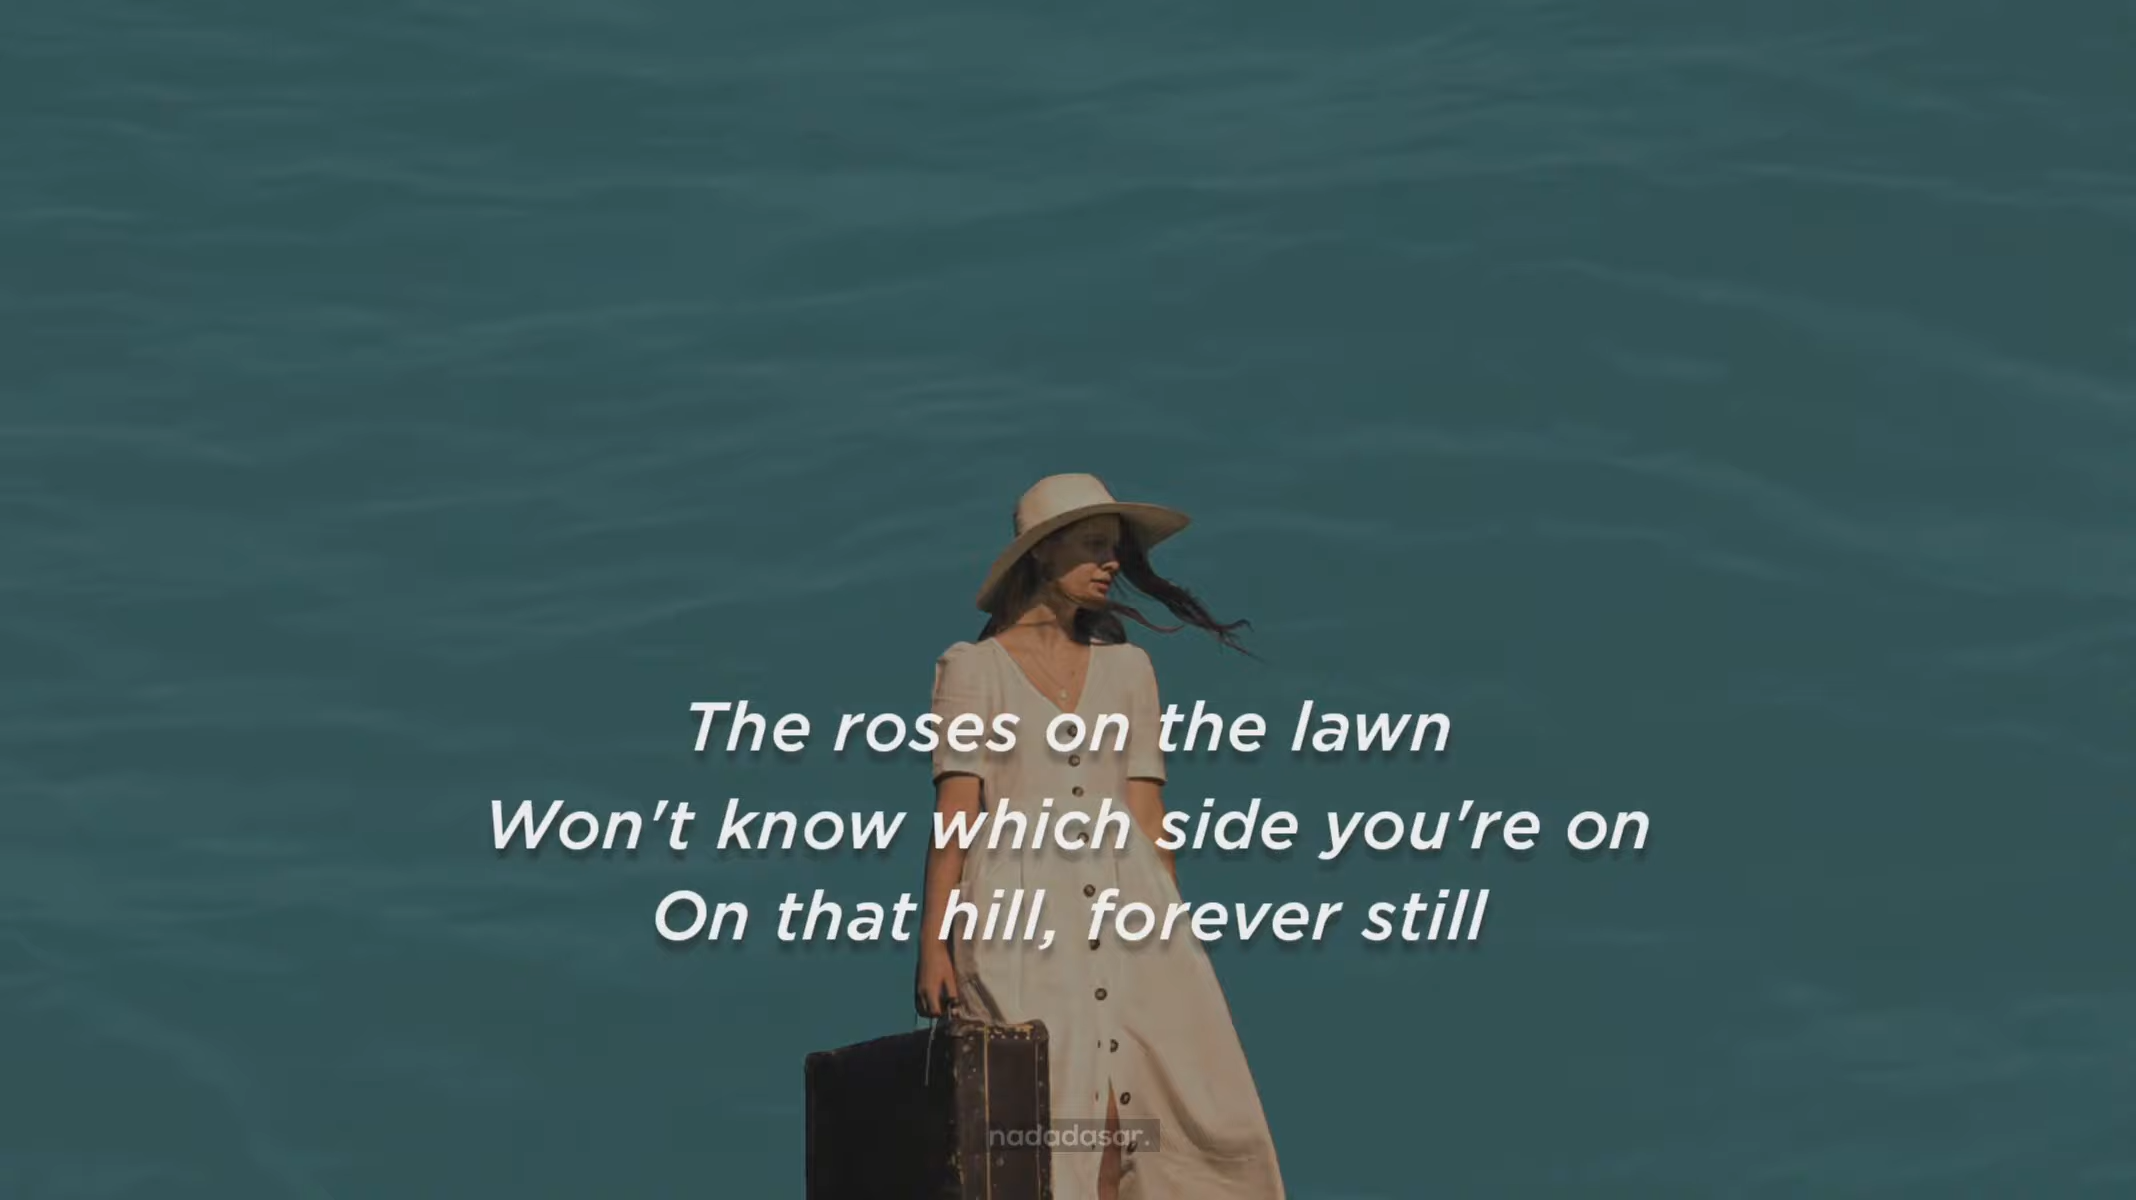 The roses on the lawn
Won't know which side you're on
On that hill, forever still
nadadasar.